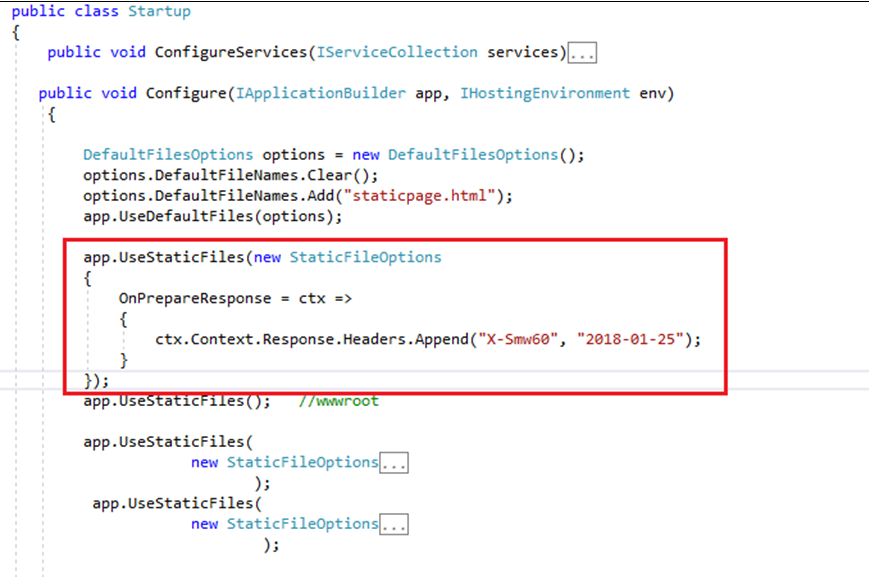 public class Startup
{
public void ConfigureServices(IServiceCollection services)...
public void Configure(IApplicationBuilder app, IHostingEnvironment env)
{
DefaultFilesOptions options = new DefaultFilesOptions();
options.DefaultFileNames.Clear();
options.DefaultFileNames.Add("staticpage.html");
app.UseDefaultFiles(options);
app.UseStaticFiles(new StaticFileOptions
{
OnPrepareResponse = ctx =>
{
ctx.Context.Response.Headers.Append("X-Smw60", "2018-01-25");
}
});
app.UseStaticFiles();   //wwwroot
app.UseStaticFiles(
new StaticFileOptions...
);
app.UseStaticFiles(
new StaticFileOptions...
);